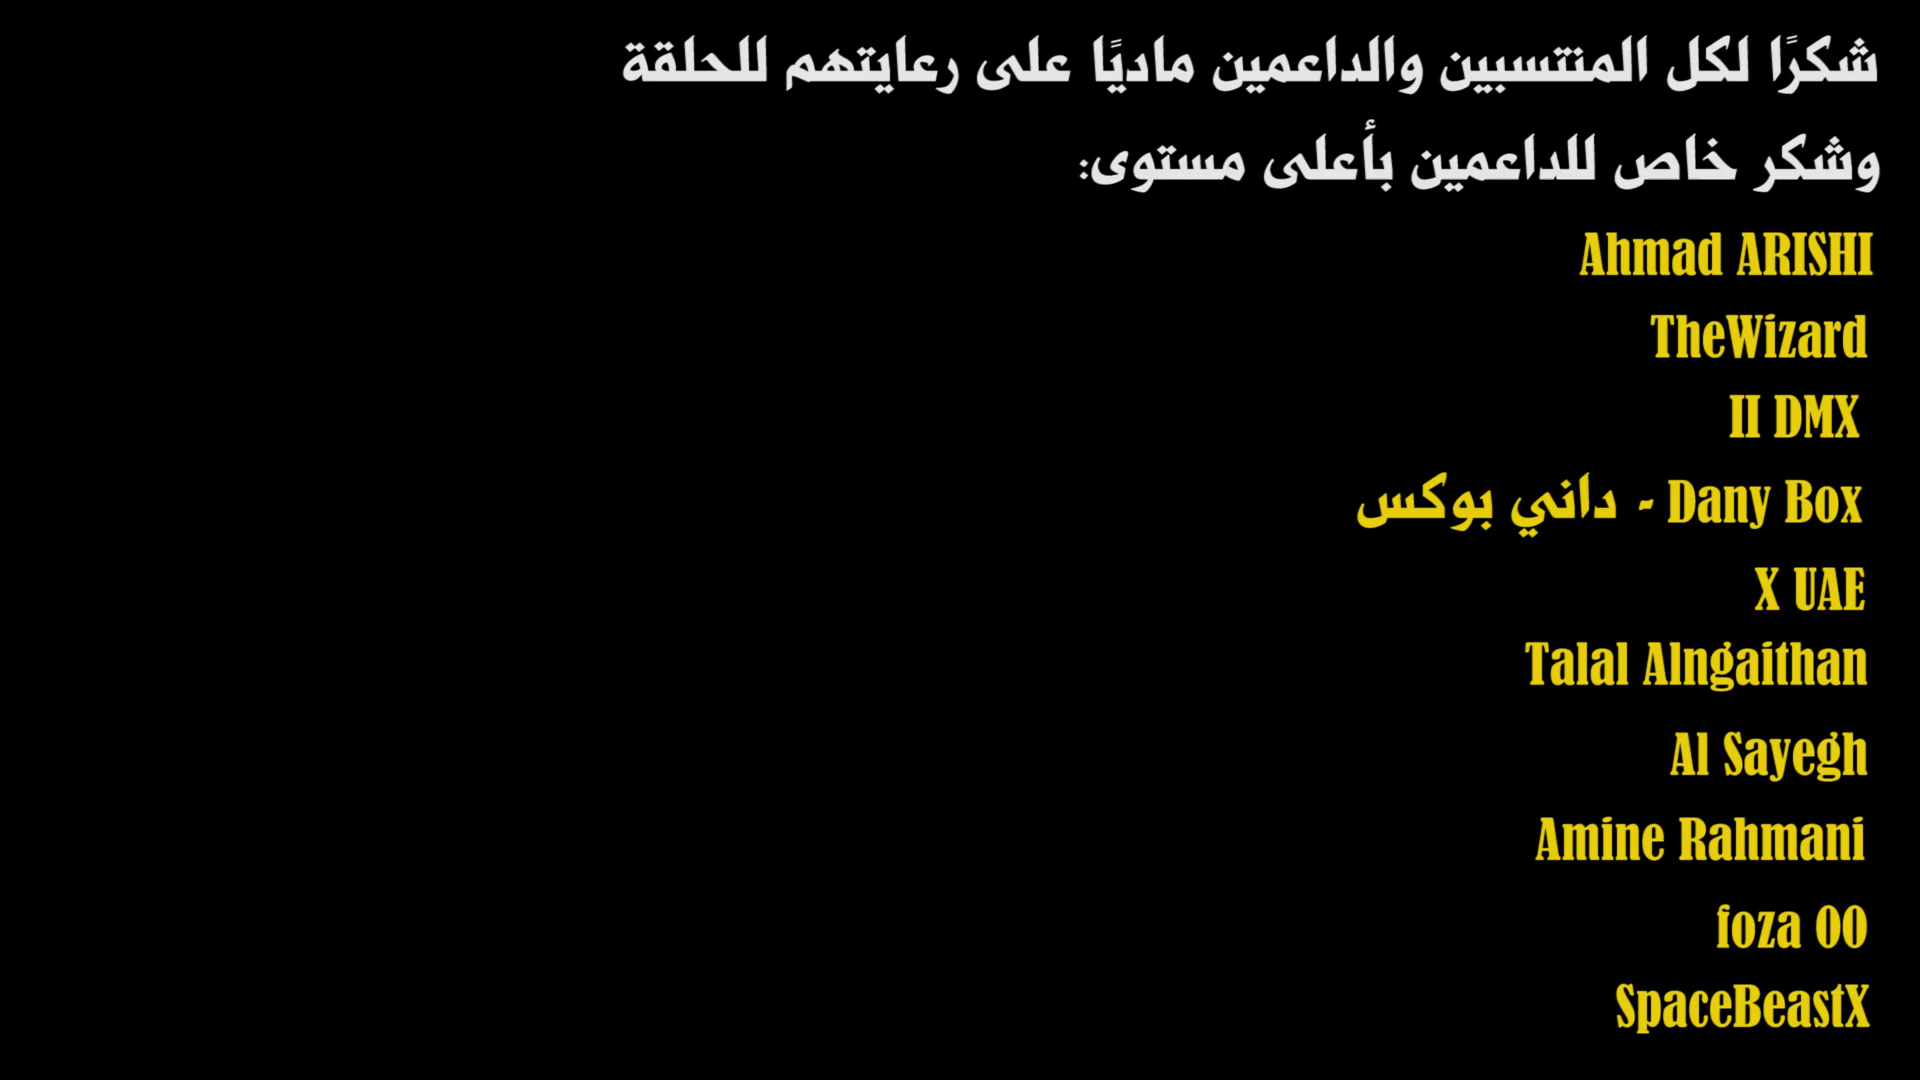 شكرًا لكل المنتسبين والداعمين ماديًا على رعايتهم للحلقة
وشكر خاص للداعمين بأعلى مستوى:
Ahmad ARISHI
TheWizard
II DMX
Dany Box - داني بوكس
X UAE
Talal Alngaithan
Al Sayegh
Amine Rahmani
foza 00
SpaceBeastX